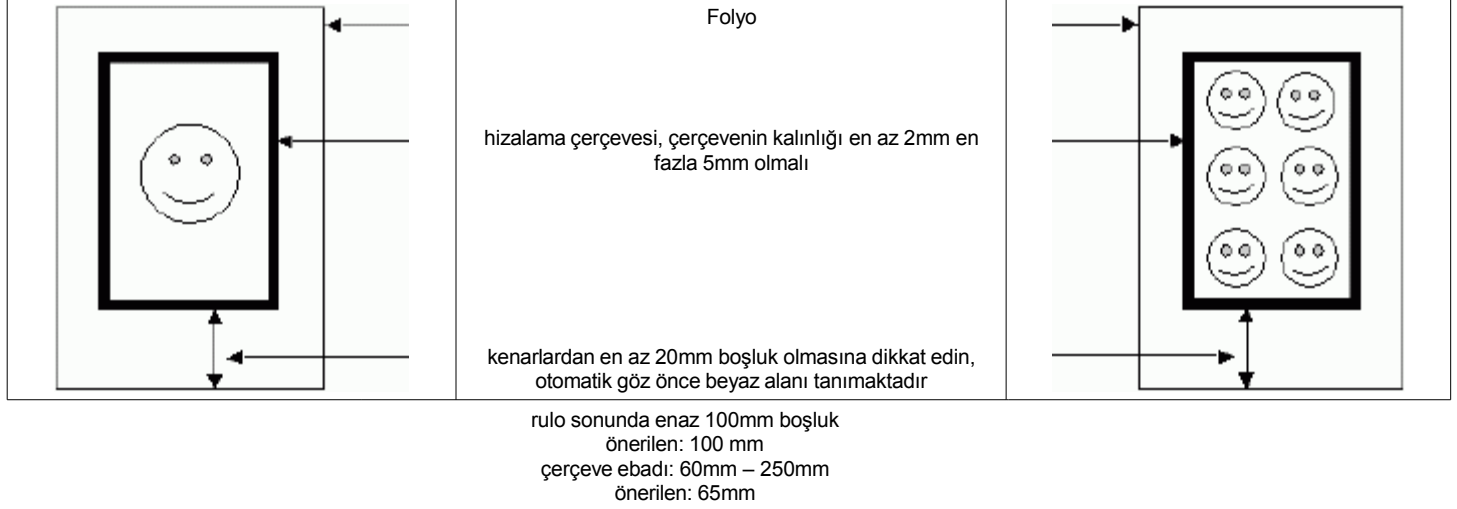 Folyo
hizalama çerçevesi, çerçevenin kalınlığı en az 2mm en
fazla 5mm olmalı
kenarlardan en az 20mm boşluk olmasına dikkat edin,
otomatik göz önce beyaz alanı tanımaktadır
rulo sonunda enaz 100mm boşluk
önerilen: 100 mm
çerçeve ebadı: 60mm – 250mm
önerilen: 65mm